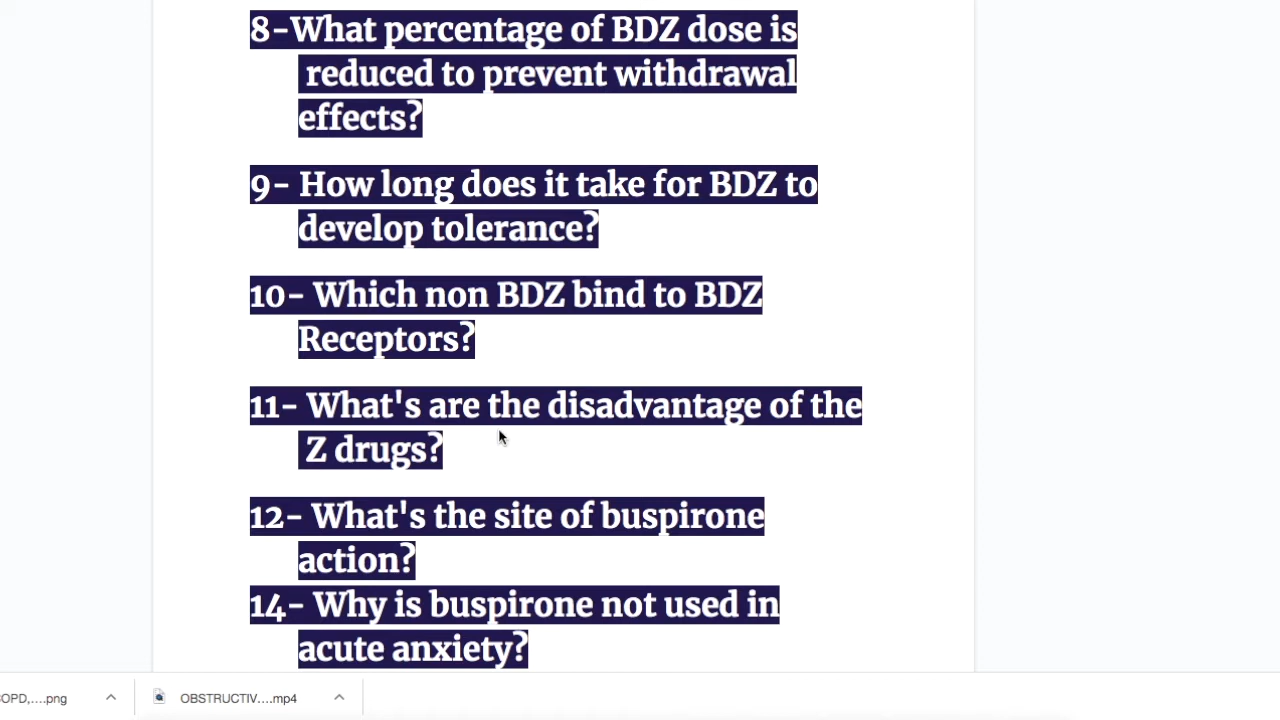 8-What percentage of BDZ dose is
reduced to prevent withdrawal
effects?
9- How long does it take for BDZ to
develop tolerance?
10- Which non BDZ bind to BDZ
Receptors?
11- What's are the disadvantage of the
Z drugs?
12- What's the site of buspirone
action?
14- Why is buspirone not used in
acute anxiety?
OPD,....png
OBSTRUCTIV....mp4